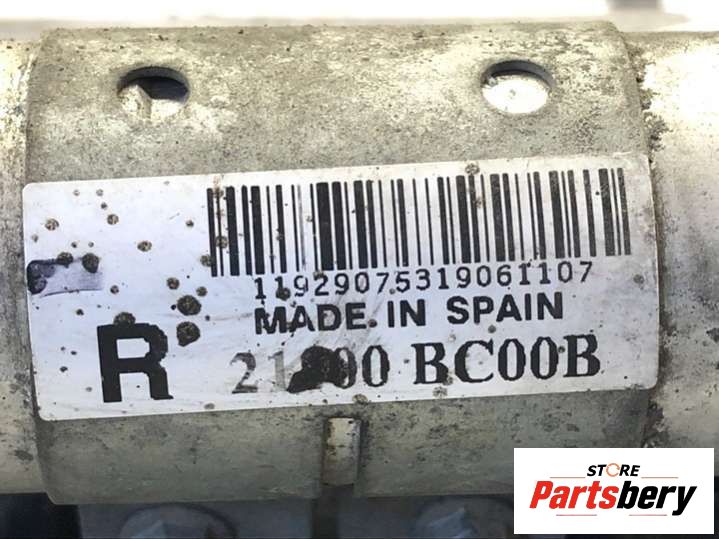 11929075319061107
MADE IN SPAIN
R
BC00B
STORE
Partsbery